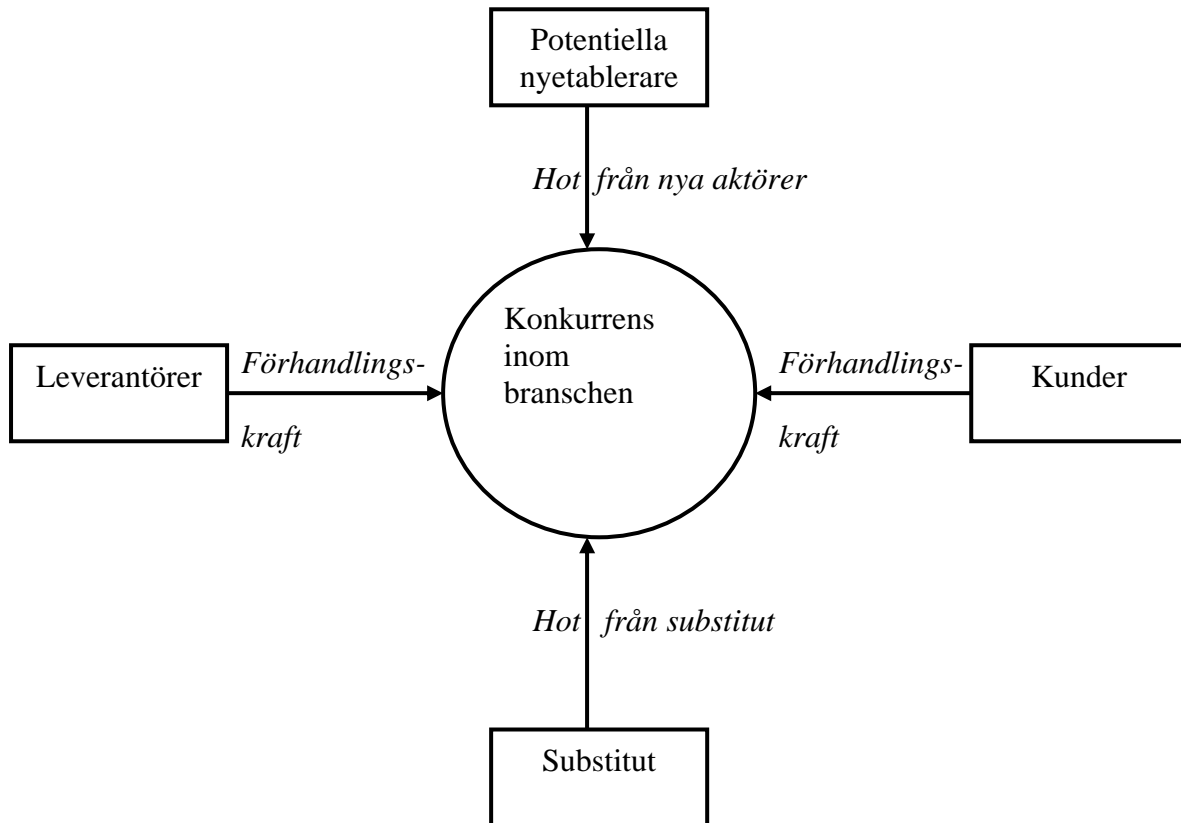 Potentiella
nyetablerare
Hot från nya aktörer
Konkurrens
inom
branschen
Leverantörer
Förhandlings-
kraft
Förhandlings-
kraft
Kunder
Hot från substitut
Substitut